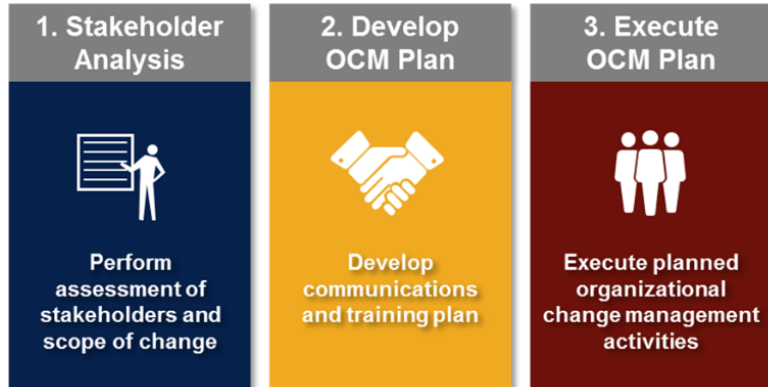 1. Stakeholder
Analysis
Perform
assessment of
stakeholders and
scope of change
2. Develop
OCM Plan
Develop
communications
and training plan
3. Execute
OCM Plan
Execute planned
organizational
change management
activities